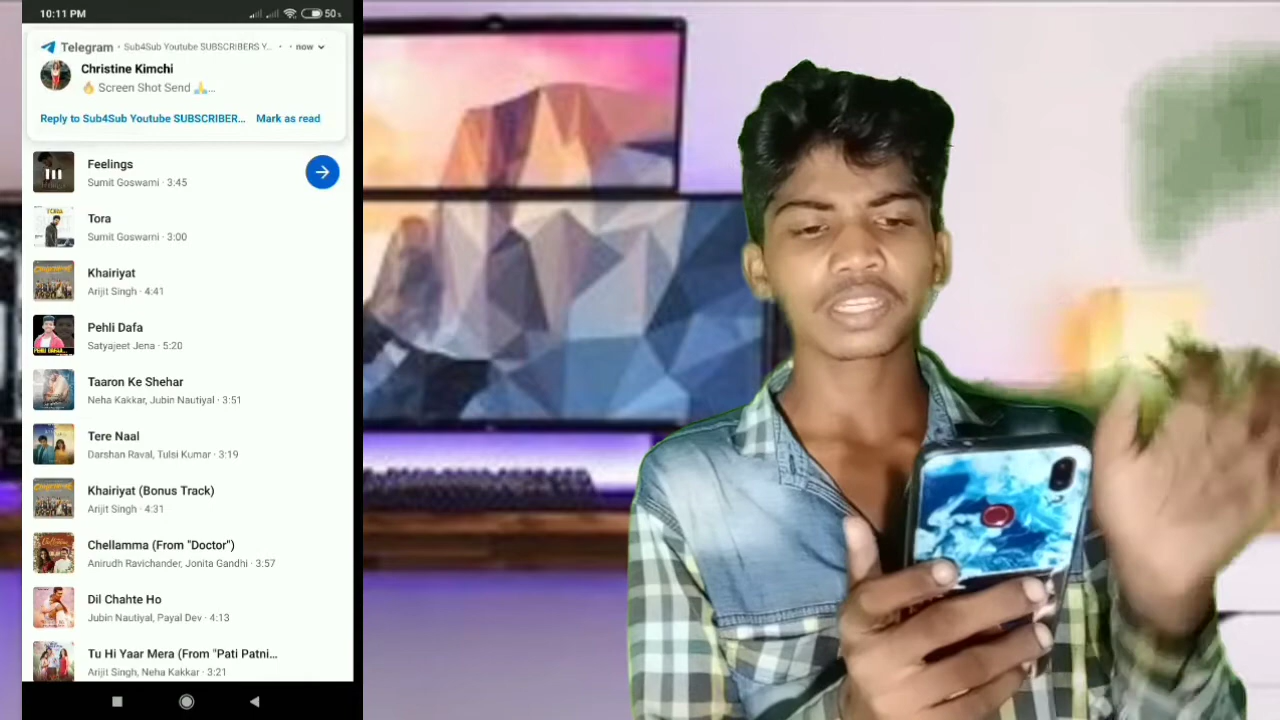 10:11 PM
50%
Telegram • Sub4Sub Youtube SUBSCRIBERS Y.. • • now
Christine Kimchi
🔥 Screen Shot Send 🙏...
Reply to Sub4Sub Youtube SUBSCRIBER... Mark as read
Feelings
Sumit Goswami · 3:45
Tora
Sumit Goswami · 3:00
Khairiyat
Arijit Singh · 4:41
Pehli Dafa
Satyajeet Jena · 5:20
Taaron Ke Shehar
Neha Kakkar, Jubin Nautiyal · 3:51
Tere Naal
Darshan Raval, Tulsi Kumar · 3:19
Khairiyat (Bonus Track)
Arijit Singh · 4:31
Chellamma (From "Doctor")
Anirudh Ravichander, Jonita Gandhi · 3:57
Dil Chahte Ho
Jubin Nautiyal, Payal Dev · 4:13
Tu Hi Yaar Mera (From "Pati Patni...
Arijit Singh, Neha Kakkar · 3:21